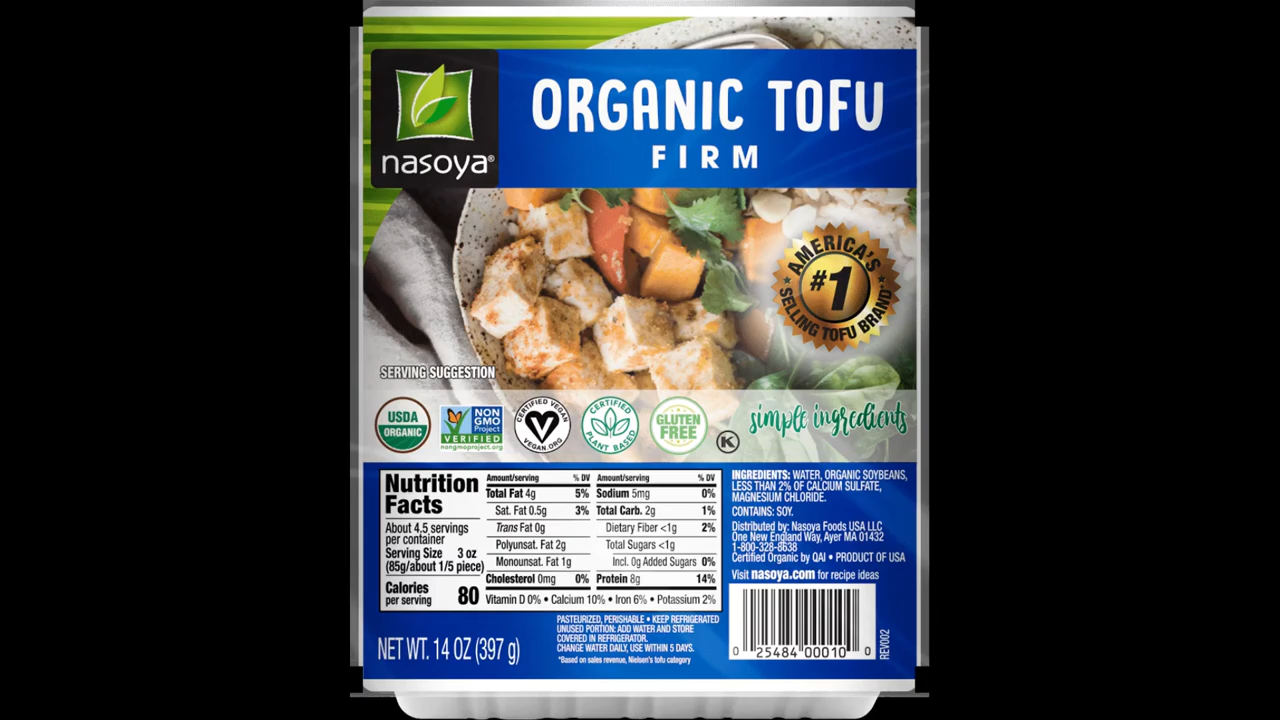 nasoya®
ORGANIC TOFU
FIRM
AMERICA'S
#1
SELLING TOFU BRAND*
SERVING SUGGESTION
USDA
ORGANIC
NON
GMO
Project
VERIFIED
nongmoproject.org
CERTIFIED VEGAN
VEGAN.ORG
CERTIFIED
PLANT BASED
GLUTEN
FREE
K
simple ingredients
Nutrition
Facts
About 4.5 servings
per container
Serving Size 3 oz
(85g/about 1/5 piece)
Calories 80
per serving
Amount/serving % DV
Total Fat 4g 5%
Sat. Fat 0.5g 3%
Trans Fat 0g
Polyunsat. Fat 2g
Monounsat. Fat 1g
Cholesterol 0mg 0%
Amount/serving % DV
Sodium 5mg 0%
Total Carb. 2g 1%
Dietary Fiber <1g 2%
Total Sugars <1g
Incl. 0g Added Sugars 0%
Protein 8g 14%
Vitamin D 0% • Calcium 10% • Iron 6% • Potassium 2%
INGREDIENTS: WATER, ORGANIC SOYBEANS,
LESS THAN 2% OF CALCIUM SULFATE,
MAGNESIUM CHLORIDE.
CONTAINS: SOY.
Distributed by: Nasoya Foods USA LLC
One New England Way, Ayer MA 01432
1-800-328-8638
Certified Organic by QAI • PRODUCT OF USA
Visit nasoya.com for recipe ideas
PASTEURIZED, PERISHABLE • KEEP REFRIGERATED
UNUSED PORTION: ADD WATER AND STORE
COVERED IN REFRIGERATOR.
CHANGE WATER DAILY, USE WITHIN 5 DAYS.
*Based on sales revenue, Nielsen's tofu category
NET WT. 14 OZ (397 g)
0 25484 00010 0
REV002